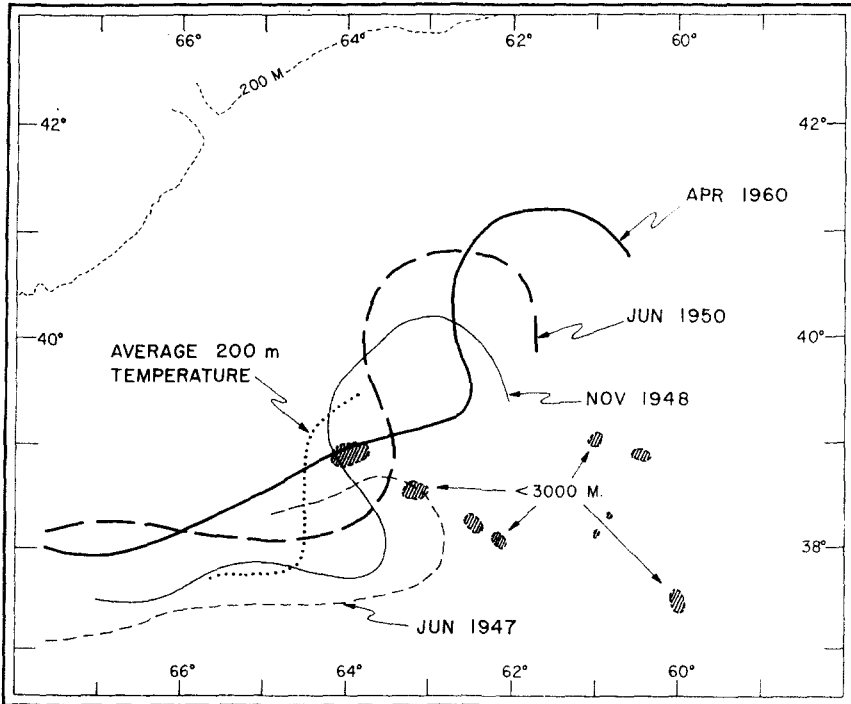 66° 64° 62° 60°
200 M
42° 42°
APR 1960
40° JUN 1950 40°
AVERAGE 200 m
TEMPERATURE
NOV 1948
<3000 M.
38° 38°
JUN 1947
66° 64° 62° 60°